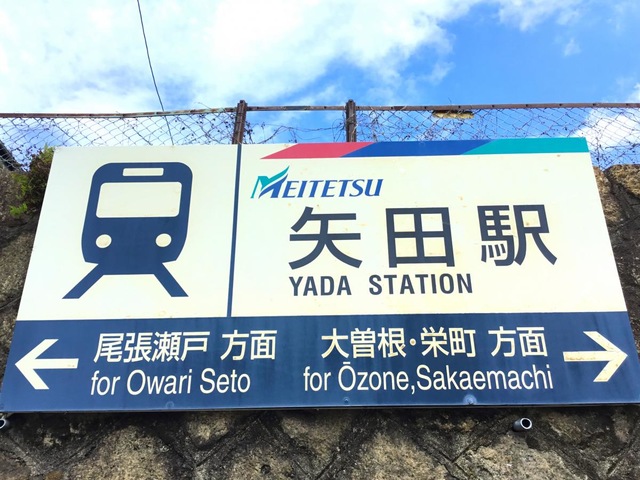 MEITETSU
矢田駅
YADA STATION
尾張瀬戸 方面
for Owari Seto
大曽根・栄町 方面
for Ōzone,Sakaemachi